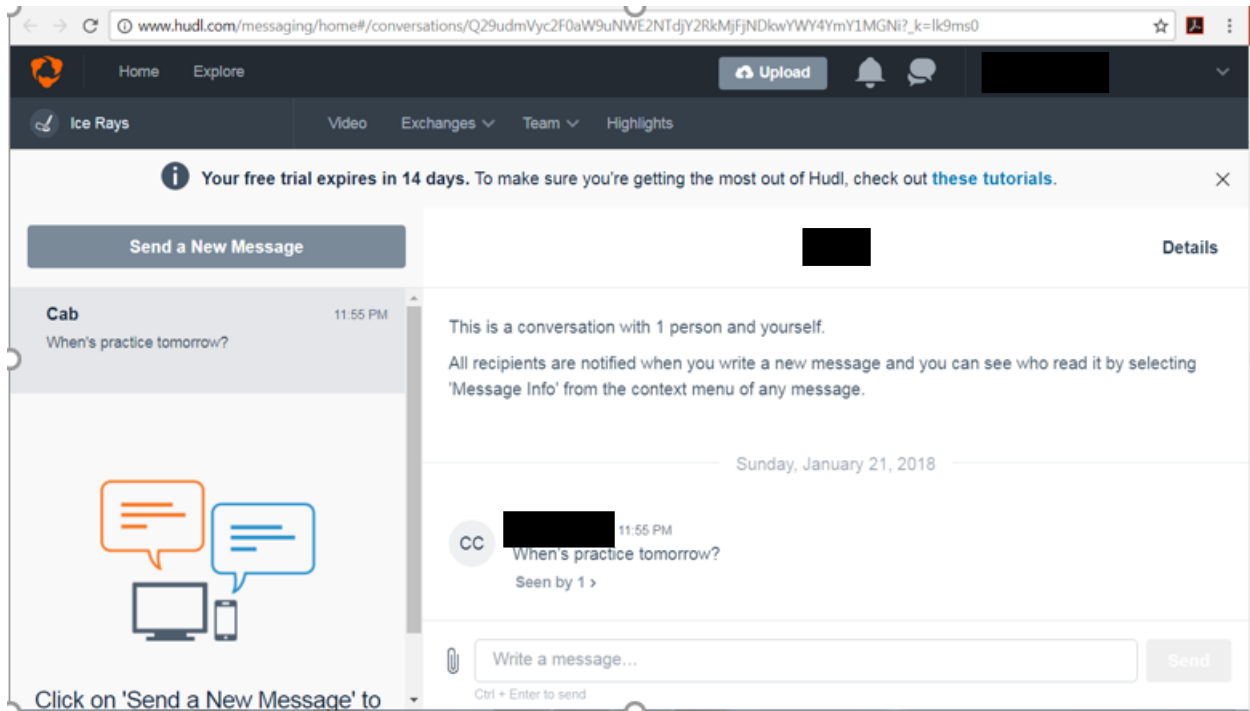 www.hudl.com/messaging/home#/conversations/Q29udmVyc2F0aW9uNWE2NTdjY2RkMjFjNDkwYWY4YmY1MGNi?_k=lk9ms0
Home Explore Upload
Ice Rays Video Exchanges Team Highlights
Your free trial expires in 14 days. To make sure you're getting the most out of Hudl, check out these tutorials.
Send a New Message
Details
Cab 11:55 PM
When's practice tomorrow?
This is a conversation with 1 person and yourself.
All recipients are notified when you write a new message and you can see who read it by selecting
'Message Info' from the context menu of any message.
Sunday, January 21, 2018
CC 11:55 PM
When's practice tomorrow?
Seen by 1 >
Write a message...
Send
Ctrl + Enter to send
Click on 'Send a New Message' to